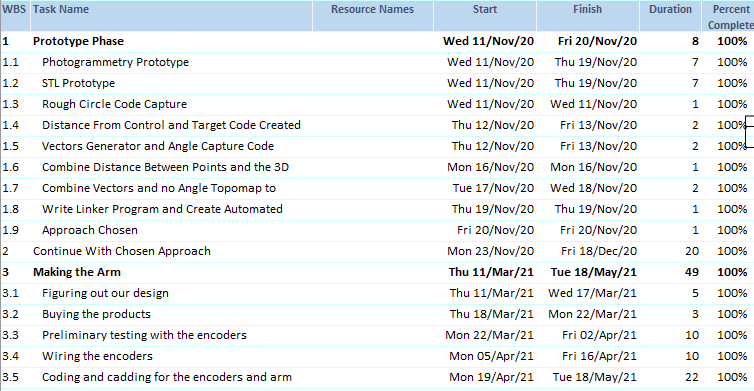 WBS Task Name Resource Names Start Finish Duration Percent Complete
1 Prototype Phase Wed 11/Nov/20 Fri 20/Nov/20 8 100%
1.1 Photogrammetry Prototype Wed 11/Nov/20 Thu 19/Nov/20 7 100%
1.2 STL Prototype Wed 11/Nov/20 Thu 19/Nov/20 7 100%
1.3 Rough Circle Code Capture Wed 11/Nov/20 Wed 11/Nov/20 1 100%
1.4 Distance From Control and Target Code Created Thu 12/Nov/20 Fri 13/Nov/20 2 100%
1.5 Vectors Generator and Angle Capture Code Thu 12/Nov/20 Fri 13/Nov/20 2 100%
1.6 Combine Distance Between Points and the 3D Mon 16/Nov/20 Mon 16/Nov/20 1 100%
1.7 Combine Vectors and no Angle Topomap to Tue 17/Nov/20 Wed 18/Nov/20 2 100%
1.8 Write Linker Program and Create Automated Thu 19/Nov/20 Thu 19/Nov/20 1 100%
1.9 Approach Chosen Fri 20/Nov/20 Fri 20/Nov/20 1 100%
2 Continue With Chosen Approach Mon 23/Nov/20 Fri 18/Dec/20 20 100%
3 Making the Arm Thu 11/Mar/21 Tue 18/May/21 49 100%
3.1 Figuring out our design Thu 11/Mar/21 Wed 17/Mar/21 5 100%
3.2 Buying the products Thu 18/Mar/21 Mon 22/Mar/21 3 100%
3.3 Preliminary testing with the encoders Mon 22/Mar/21 Fri 02/Apr/21 10 100%
3.4 Wiring the encoders Mon 05/Apr/21 Fri 16/Apr/21 10 100%
3.5 Coding and cadding for the encoders and arm Mon 19/Apr/21 Tue 18/May/21 22 100%